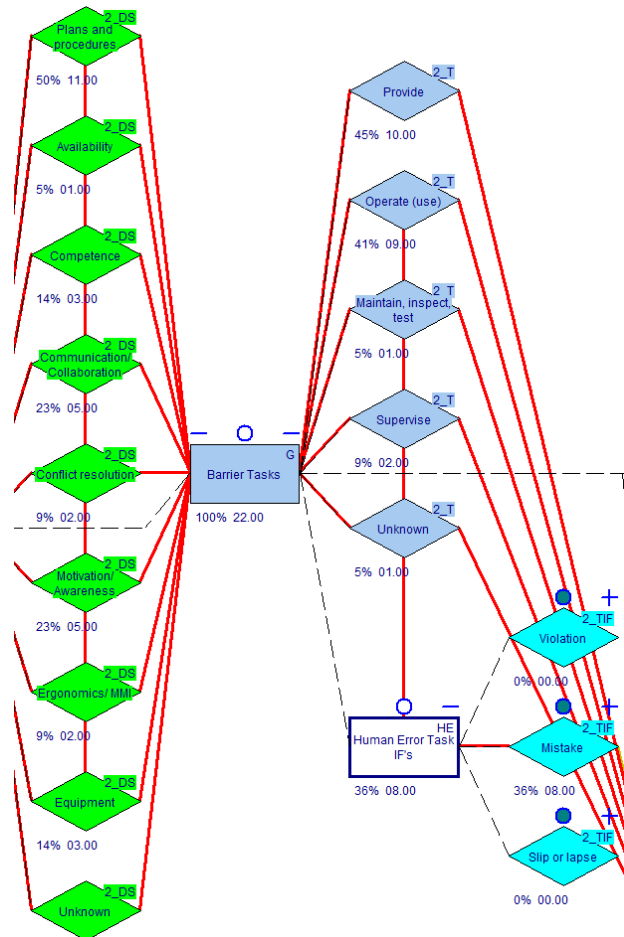 2_DS
Plans and
procedures
50% 11.00
2_DS
Availability
5% 01.00
2_DS
Competence
14% 03.00
2_DS
Communication/
Collaboration
23% 05.00
2_DS
Conflict resolution
9% 02.00
2_DS
Motivation/
Awareness
23% 05.00
2_DS
Ergonomics/ MMI
9% 02.00
2_DS
Equipment
14% 03.00
2_DS
Unknown
G
Barrier Tasks
100% 22.00
2_T
Provide
45% 10.00
2_T
Operate (use)
41% 09.00
2_T
Maintain, inspect,
test
5% 01.00
2_T
Supervise
9% 02.00
2_T
Unknown
5% 01.00
HE
Human Error Task
IF's
36% 08.00
2_TIF
Violation
0% 00.00
2_TIF
Mistake
36% 08.00
2_TIF
Slip or lapse
0% 00.00